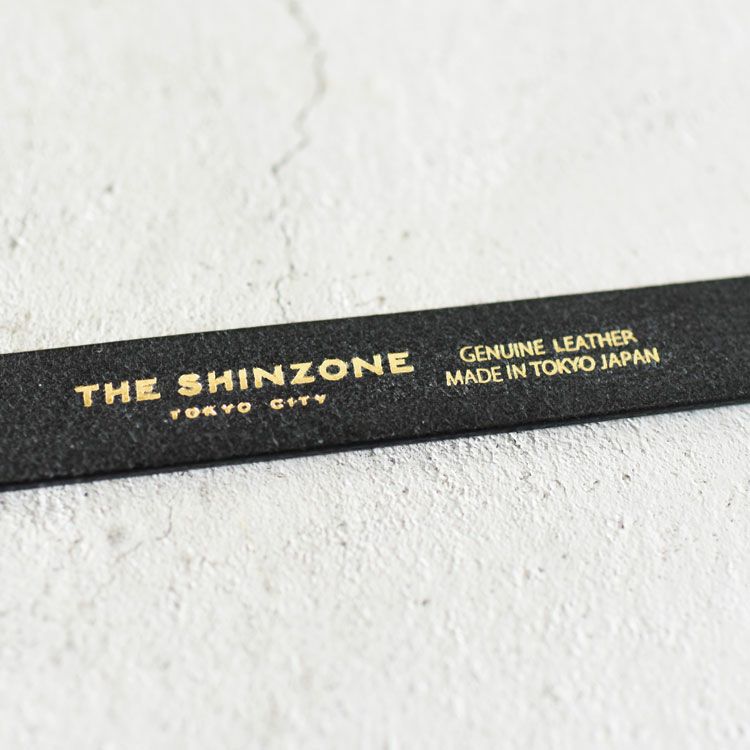 THE SHINZONE
TOKYO CITY
GENUINE LEATHER
MADE IN TOKYO JAPAN